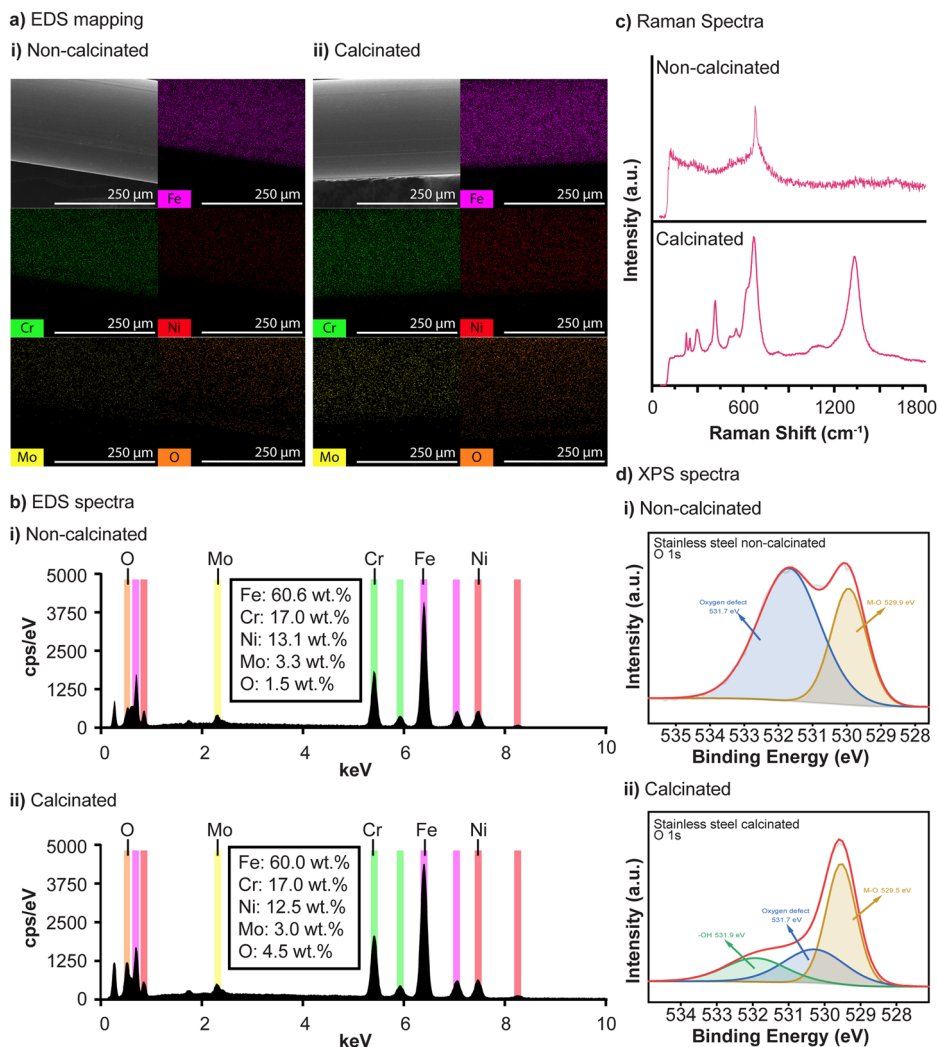 a) EDS mapping
i) Non-calcinated
ii) Calcinated
250 µm
250 µm
Fe
250 µm
250 µm
Fe
250 µm
Cr
250 µm
Ni
250 µm
Cr
250 µm
Ni
250 µm
Mo
250 µm
O
250 µm
Mo
250 µm
O
c) Raman Spectra
Non-calcinated
Calcinated
Intensity (a.u.)
0 600 1200 1800
Raman Shift (cm-1)
b) EDS spectra
i) Non-calcinated
O Mo Cr Fe Ni
5000
4750
2500
1250
0
cps/eV
Fe: 60.6 wt.%
Cr: 17.0 wt.%
Ni: 13.1 wt.%
Mo: 3.3 wt.%
O: 1.5 wt.%
0 2 4 6 8 10
keV
ii) Calcinated
O Mo Cr Fe Ni
5000
4750
2500
1250
0
cps/eV
Fe: 60.0 wt.%
Cr: 17.0 wt.%
Ni: 12.5 wt.%
Mo: 3.0 wt.%
O: 4.5 wt.%
0 2 4 6 8 10
keV
d) XPS spectra
i) Non-calcinated
Stainless steel non-calcinated
O 1s
Oxygen defect
531.7 eV
M-O 529.9 eV
Intensity (a.u.)
535 534 533 532 531 530 529 528
Binding Energy (eV)
ii) Calcinated
Stainless steel calcinated
O 1s
-OH 531.9 eV
Oxygen defect
531.7 eV
M-O 529.5 eV
Intensity (a.u.)
534 533 532 531 530 529 528
Binding Energy (eV)